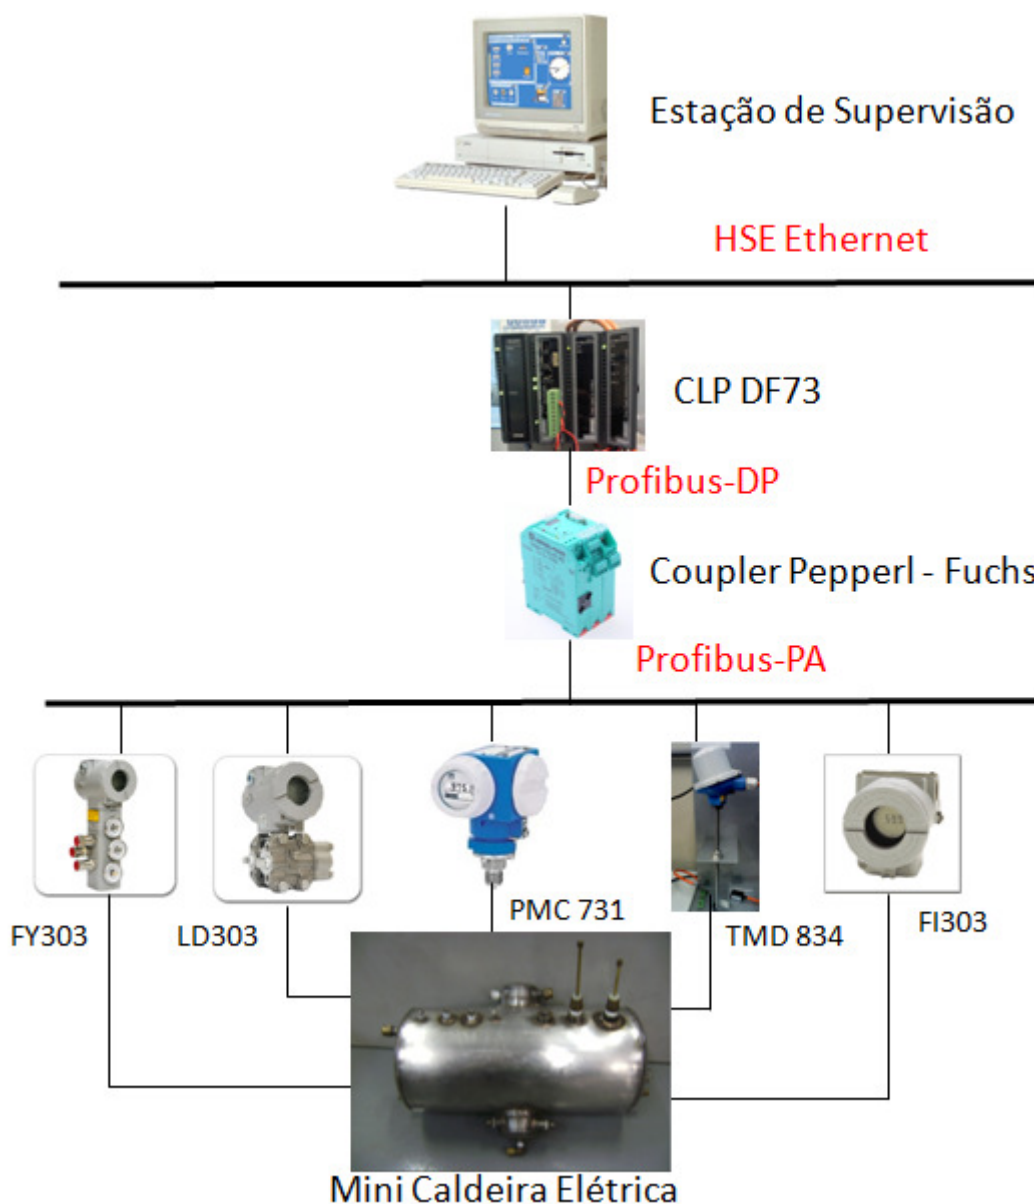 Estação de Supervisão
HSE Ethernet
CLP DF73
Profibus-DP
Coupler Pepperl - Fuchs
Profibus-PA
FY303
LD303
PMC 731
TMD 834
FI303
Mini Caldeira Elétrica